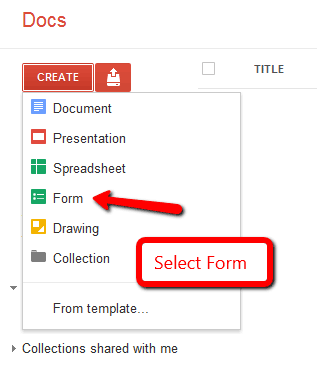 Docs
CREATE
TITLE
Document
Presentation
Spreadsheet
Form
Drawing
Collection
Select Form
From template...
Collections shared with me